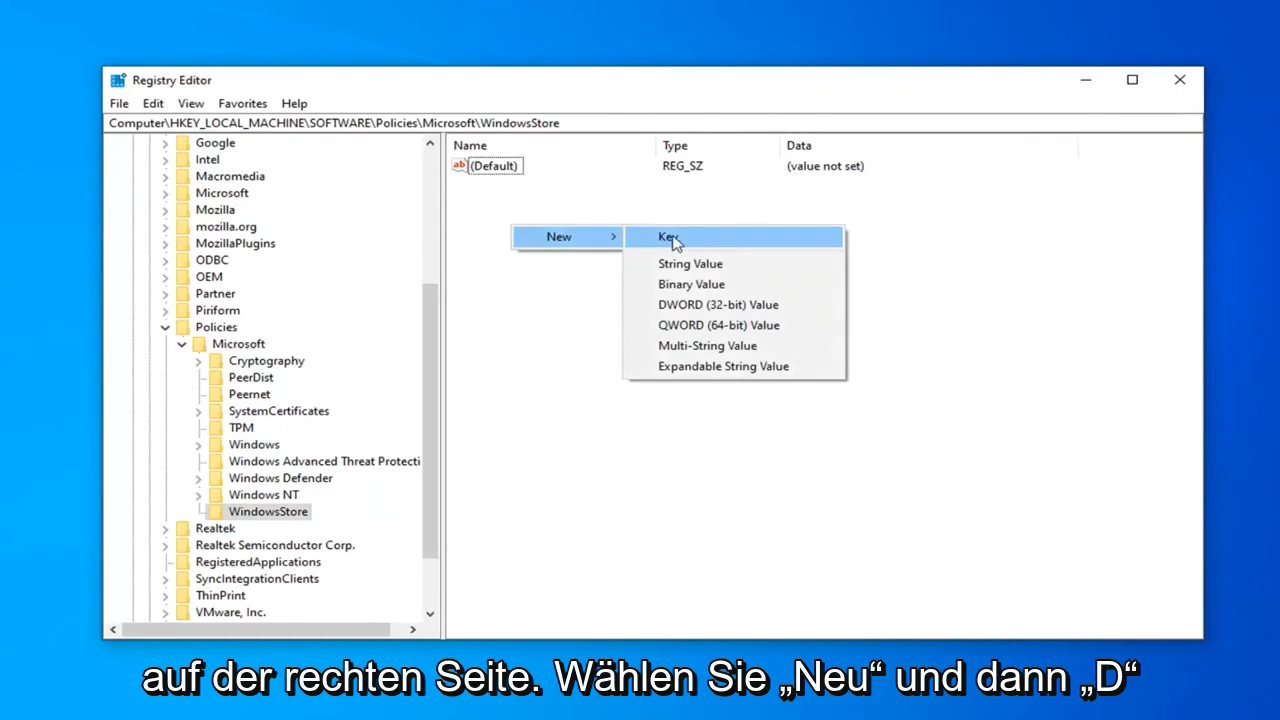 Registry Editor
File Edit View Favorites Help
Computer\HKEY_LOCAL_MACHINE\SOFTWARE\Policies\Microsoft\WindowsStore
Google
Intel
Macromedia
Microsoft
Mozilla
mozilla.org
MozillaPlugins
ODBC
OEM
Partner
Piriform
Policies
Microsoft
Cryptography
PeerDist
Peernet
SystemCertificates
TPM
Windows
Windows Advanced Threat Protecti
Windows Defender
Windows NT
WindowsStore
Realtek
Realtek Semiconductor Corp.
RegisteredApplications
SyncIntegrationClients
ThinPrint
VMware, Inc.
Name Type Data
ab (Default) REG_SZ (value not set)
New
Key
String Value
Binary Value
DWORD (32-bit) Value
QWORD (64-bit) Value
Multi-String Value
Expandable String Value
auf der rechten Seite. Wählen Sie „Neu“ und dann „D“